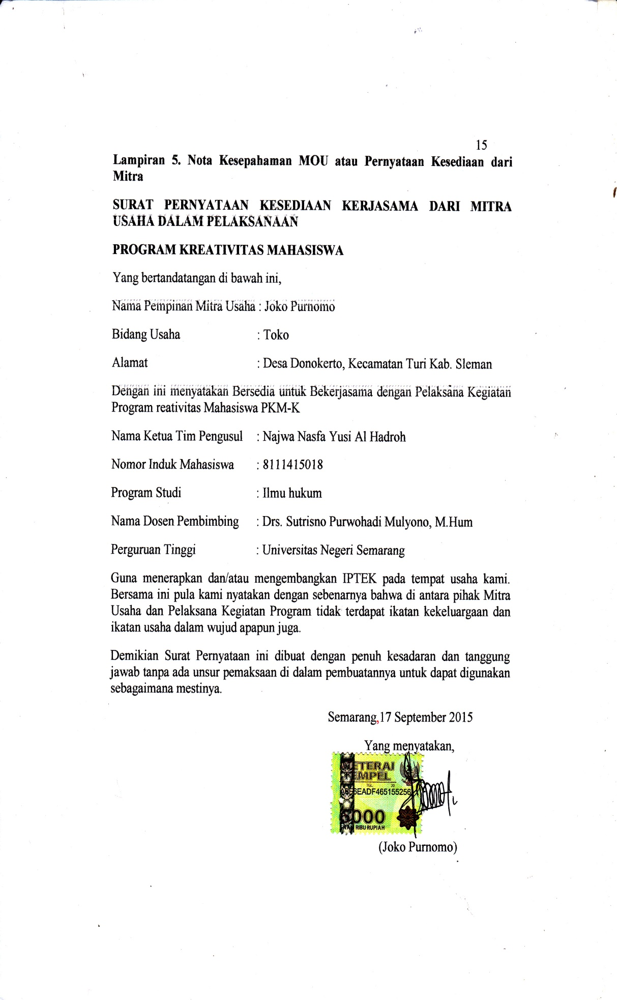 15
Lampiran 5. Nota Kesepahaman MOU atau Pernyataan Kesediaan dari
Mitra
SURAT PERNYATAAN KESEDIAAN KERJASAMA DARI MITRA
USAHA DALAM PELAKSANAAN
PROGRAM KREATIVITAS MAHASISWA
Yang bertandatangan di bawah ini,
Nama Pempinan Mitra Usaha : Joko Purnomo
Bidang Usaha : Toko
Alamat : Desa Donokerto, Kecamatan Turi Kab. Sleman
Dengan ini menyatakan Bersedia untuk Bekerjasama dengan Pelaksana Kegiatan
Program reativitas Mahasiswa PKM-K
Nama Ketua Tim Pengusul : Najwa Nasfa Yusi Al Hadroh
Nomor Induk Mahasiswa : 8111415018
Program Studi : Ilmu hukum
Nama Dosen Pembimbing : Drs. Sutrisno Purwohadi Mulyono, M.Hum
Perguruan Tinggi : Universitas Negeri Semarang
Guna menerapkan dan/atau mengembangkan IPTEK pada tempat usaha kami.
Bersama ini pula kami nyatakan dengan sebenarnya bahwa di antara pihak Mitra
Usaha dan Pelaksana Kegiatan Program tidak terdapat ikatan kekeluargaan dan
ikatan usaha dalam wujud apapun juga.
Demikian Surat Pernyataan ini dibuat dengan penuh kesadaran dan tanggung
jawab tanpa ada unsur pemaksaan di dalam pembuatannya untuk dapat digunakan
sebagaimana mestinya.
Semarang,17 September 2015
Yang menyatakan,
METERAI
TEMPEL
TGL 20
6000
RIBU RUPIAH
(Joko Purnomo)